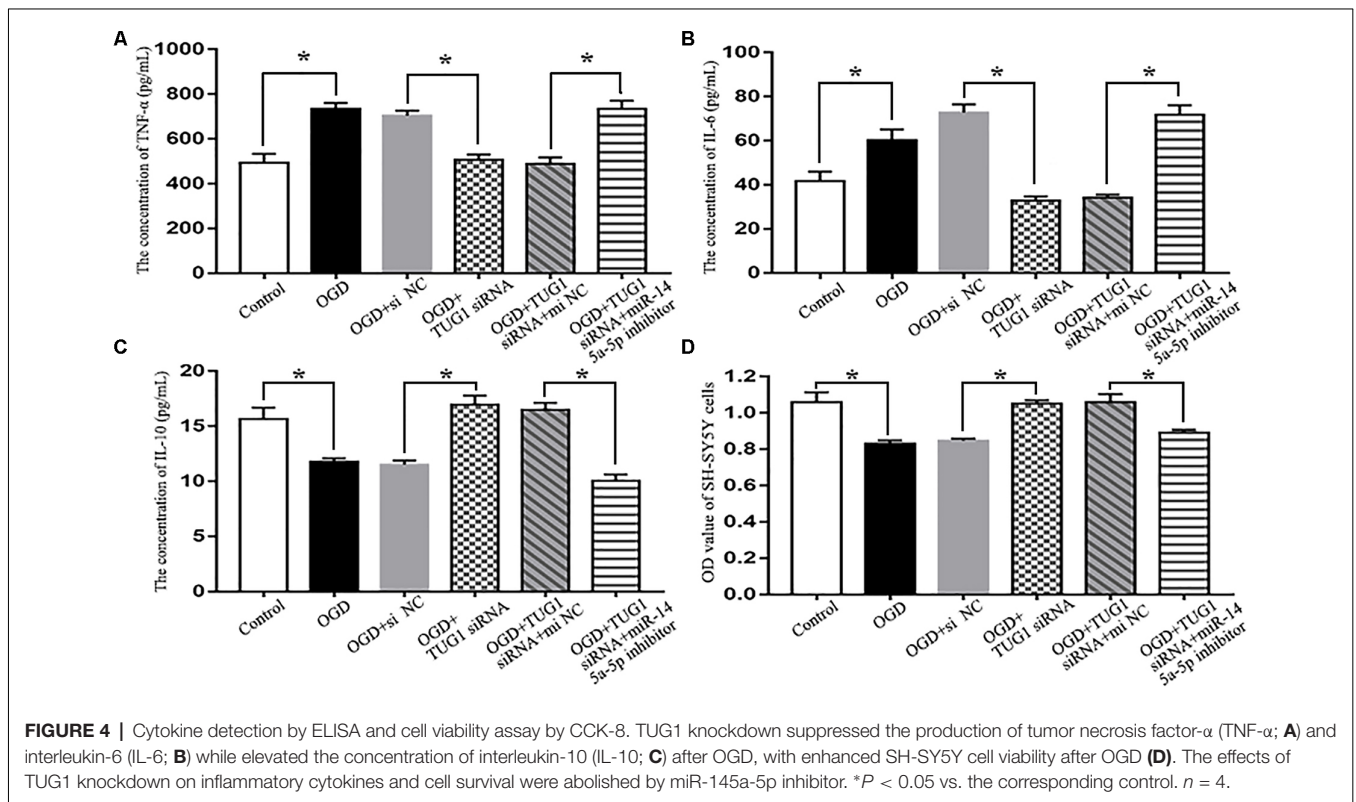 A
The concentration of TNF-α (pg/mL)
1000
800
600
400
200
0
*
*
*
Control
OGD
OGD+si NC
OGD+
TUG1 siRNA
OGD+TUG1
siRNA+mi NC
OGD+TUG1
siRNA+miR-14
5a-5p inhibitor
B
The concentration of IL-6 (pg/mL)
100
80
60
40
20
0
*
*
*
Control
OGD
OGD+si NC
OGD+
TUG1 siRNA
OGD+TUG1
siRNA+mi NC
OGD+TUG1
siRNA+miR-14
5a-5p inhibitor
C
The concentration of IL-10 (pg/mL)
20
15
10
5
0
*
*
*
Control
OGD
OGD+si NC
OGD+
TUG1 siRNA
OGD+TUG1
siRNA+mi NC
OGD+TUG1
siRNA+miR-14
5a-5p inhibitor
D
OD value of SH-SY5Y cells
1.2
1.0
0.8
0.6
0.4
0.2
0.0
*
*
*
Control
OGD
OGD+si NC
OGD+
TUG1 siRNA
OGD+TUG1
siRNA+mi NC
OGD+TUG1
siRNA+miR-14
5a-5p inhibitor
FIGURE 4 | Cytokine detection by ELISA and cell viability assay by CCK-8. TUG1 knockdown suppressed the production of tumor necrosis factor-α (TNF-α; A) and
interleukin-6 (IL-6; B) while elevated the concentration of interleukin-10 (IL-10; C) after OGD, with enhanced SH-SY5Y cell viability after OGD (D). The effects of
TUG1 knockdown on inflammatory cytokines and cell survival were abolished by miR-145a-5p inhibitor. *P < 0.05 vs. the corresponding control. n = 4.